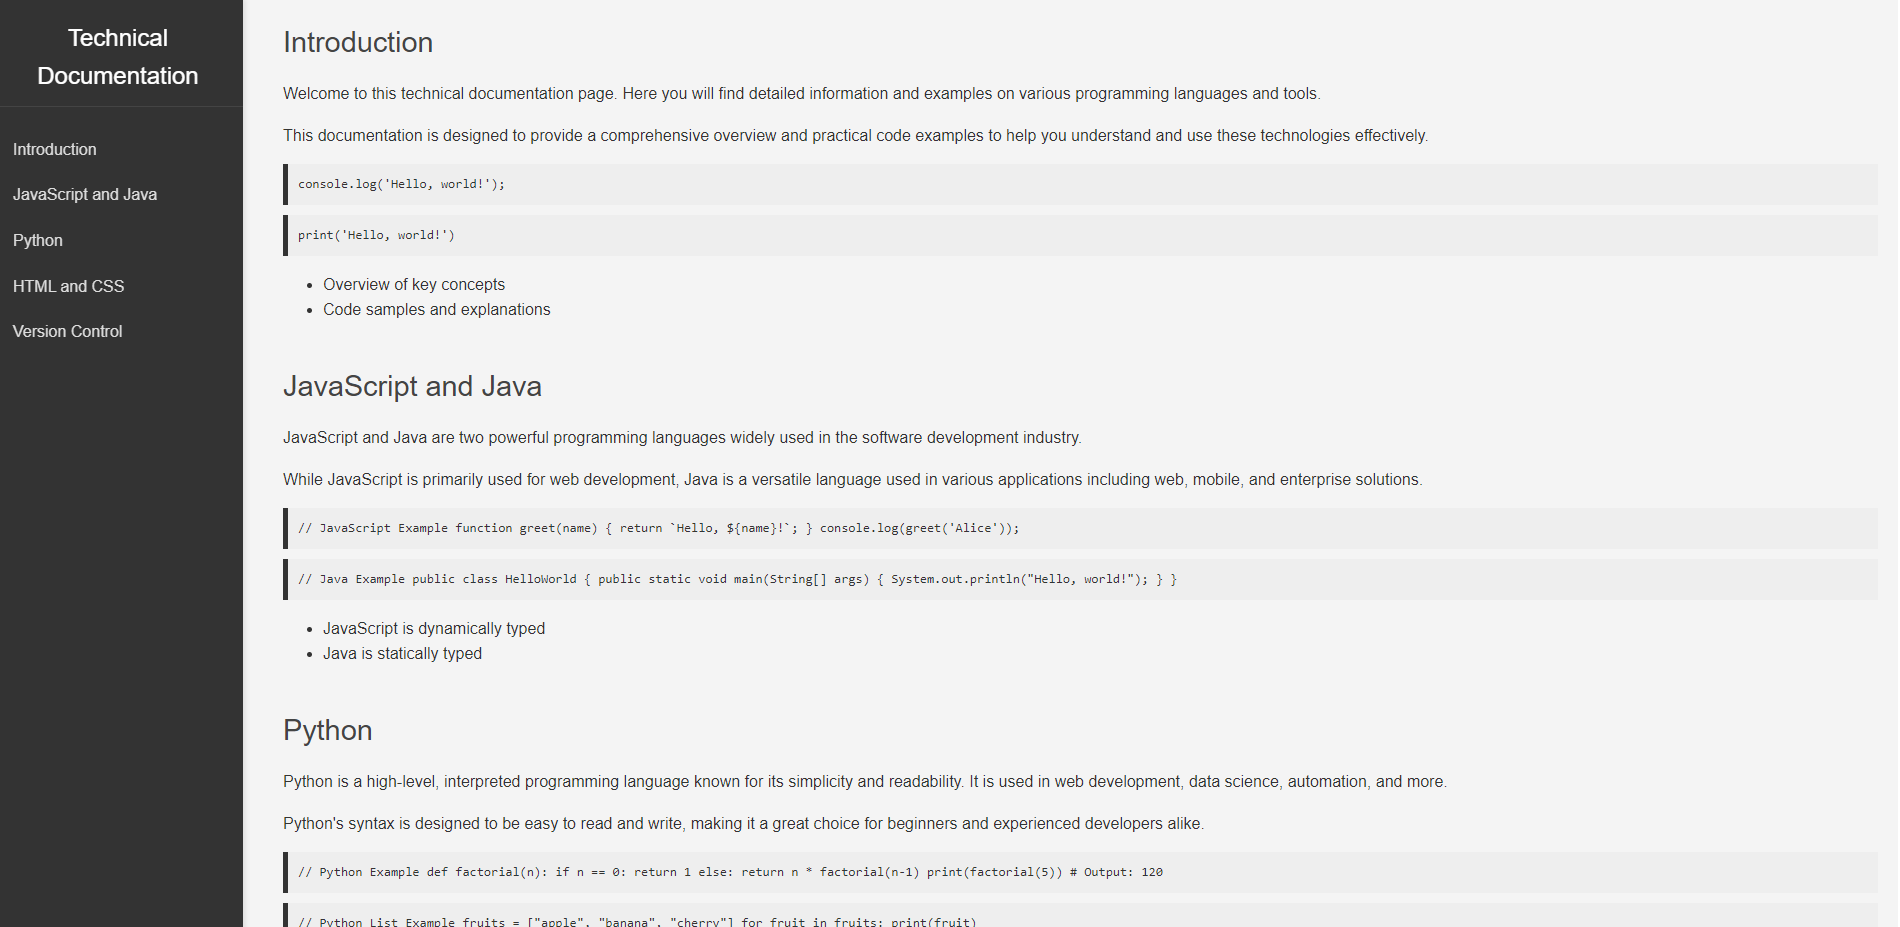 Technical
Documentation
Introduction
JavaScript and Java
Python
HTML and CSS
Version Control
Introduction
Welcome to this technical documentation page. Here you will find detailed information and examples on various programming languages and tools.
This documentation is designed to provide a comprehensive overview and practical code examples to help you understand and use these technologies effectively.
console.log('Hello, world!');
print('Hello, world!')
• Overview of key concepts
• Code samples and explanations
JavaScript and Java
JavaScript and Java are two powerful programming languages widely used in the software development industry.
While JavaScript is primarily used for web development, Java is a versatile language used in various applications including web, mobile, and enterprise solutions.
// JavaScript Example function greet(name) { return `Hello, ${name}!`; } console.log(greet('Alice'));
// Java Example public class HelloWorld { public static void main(String[] args) { System.out.println("Hello, world!"); } }
• JavaScript is dynamically typed
• Java is statically typed
Python
Python is a high-level, interpreted programming language known for its simplicity and readability. It is used in web development, data science, automation, and more.
Python's syntax is designed to be easy to read and write, making it a great choice for beginners and experienced developers alike.
// Python Example def factorial(n): if n == 0: return 1 else: return n * factorial(n-1) print(factorial(5)) # Output: 120
// Python List Example fruits = ["apple", "banana", "cherry"] for fruit in fruits: print(fruit)